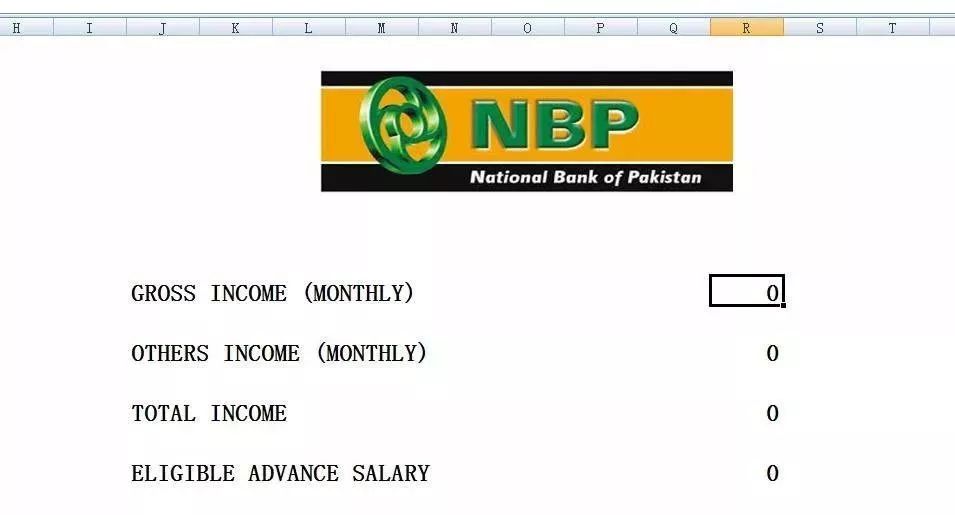 H I J K L M N O P Q R S T
NBP
National Bank of Pakistan
GROSS INCOME (MONTHLY) 0
OTHERS INCOME (MONTHLY) 0
TOTAL INCOME 0
ELIGIBLE ADVANCE SALARY 0